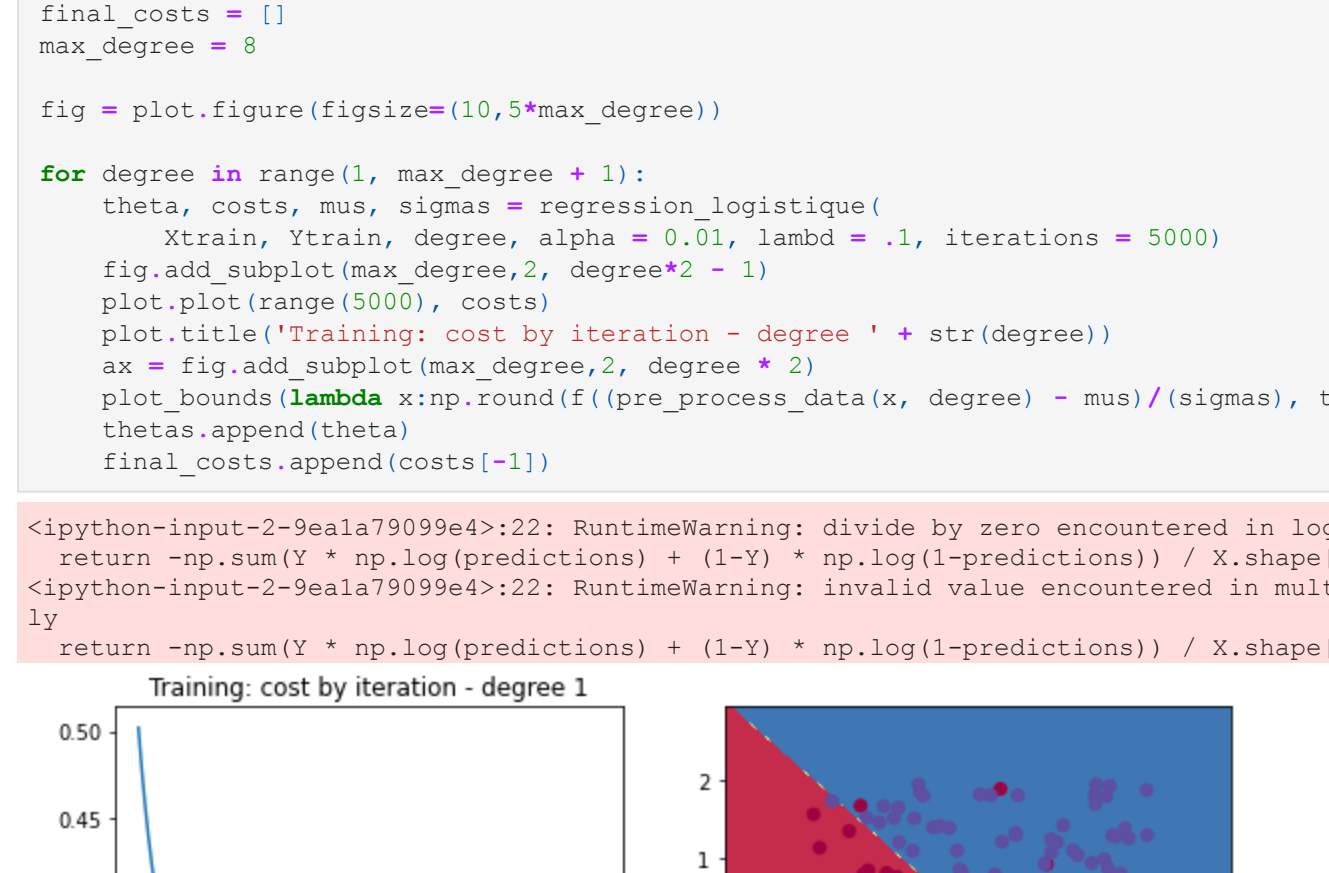 final_costs = []
max_degree = 8
fig = plot.figure(figsize=(10,5*max_degree))
for degree in range(1, max_degree + 1):
    theta, costs, mus, sigmas = regression_logistique(
        Xtrain, Ytrain, degree, alpha = 0.01, lambd = .1, iterations = 5000)
    fig.add_subplot(max_degree,2, degree*2 - 1)
    plot.plot(range(5000), costs)
    plot.title('Training: cost by iteration - degree ' + str(degree))
    ax = fig.add_subplot(max_degree,2, degree * 2)
    plot_bounds(lambda x:np.round(f((pre_process_data(x, degree) - mus)/(sigmas), t
    thetas.append(theta)
    final_costs.append(costs[-1])
<ipython-input-2-9ea1a79099e4>:22: RuntimeWarning: divide by zero encountered in log
  return -np.sum(Y * np.log(predictions) + (1-Y) * np.log(1-predictions)) / X.shape[
<ipython-input-2-9ea1a79099e4>:22: RuntimeWarning: invalid value encountered in mult
ly
  return -np.sum(Y * np.log(predictions) + (1-Y) * np.log(1-predictions)) / X.shape[
Training: cost by iteration - degree 1
0.50
0.45
2
1